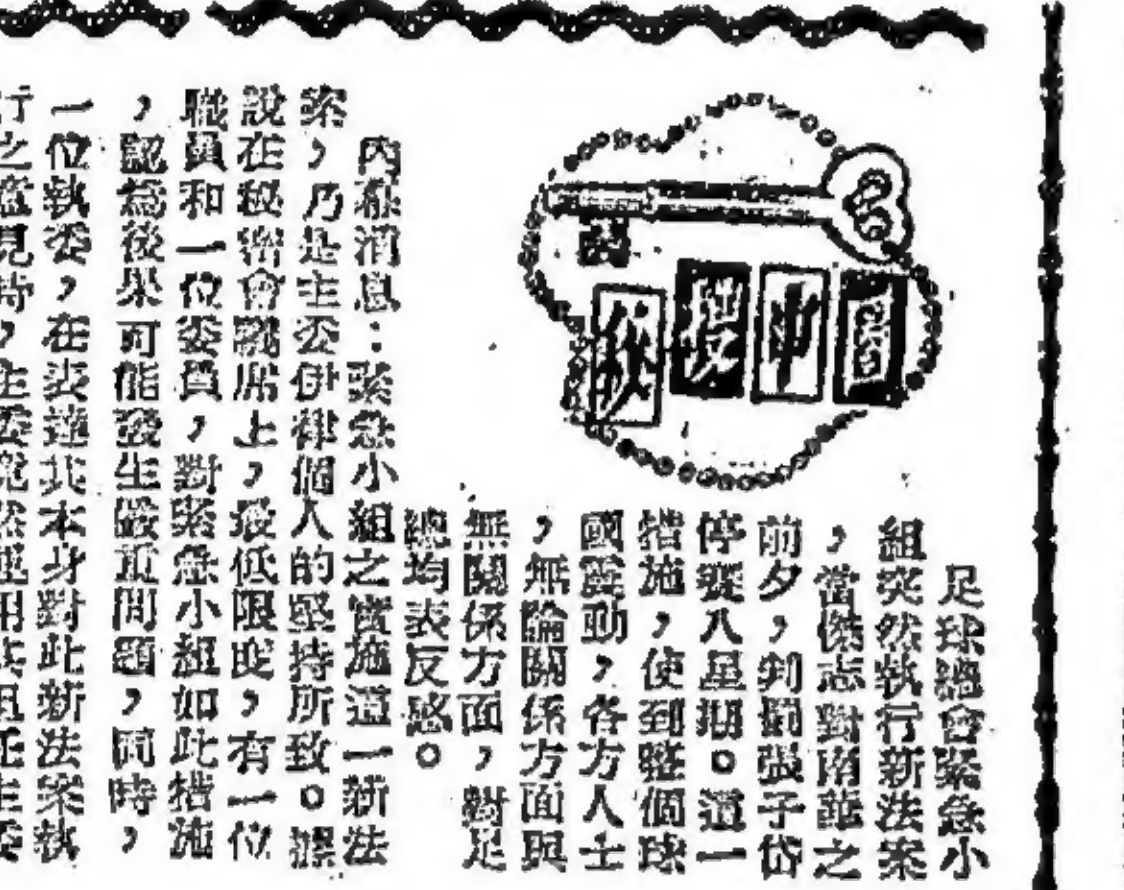 足球總會緊急小
組突然執行新法案
，當傑志對南華之
前夕，判罰張子岱
停賽八星期。這一
措施，使到整個球
國震動，各方人士
，無論關係方面與
無關係方面，對足
總均表反感。
內幕消息：緊急小組之實施這一新法
案，乃是主委伊律個人的堅持所致。據
說在秘密會議席上，最低限度，有一位
職員和一位委員，對緊急小組如此措施
，認為後果可能發生嚴重問題，同時，
一位執委，在表達其本身對此新法案執
行之意見時，主委